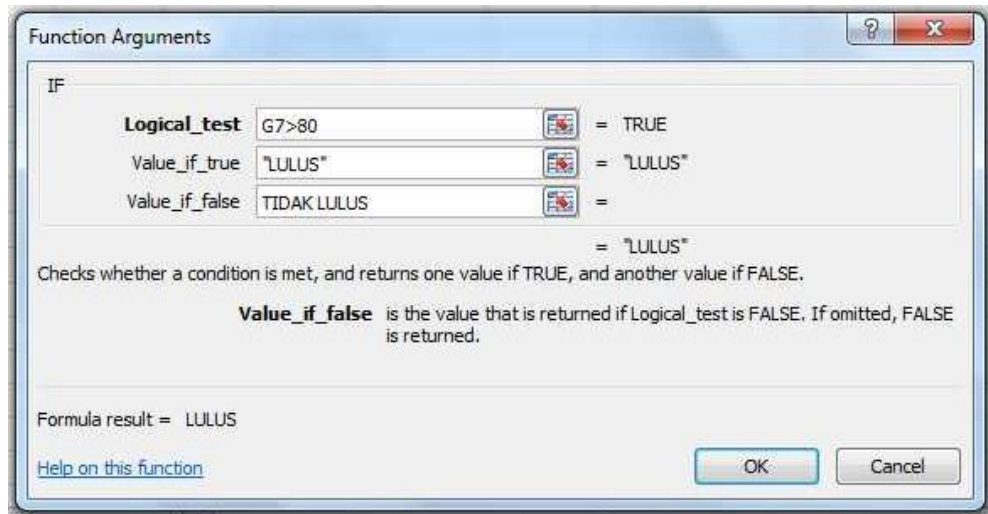 Function Arguments
IF
Logical_test G7>80 = TRUE
Value_if_true "LULUS" = "LULUS"
Value_if_false TIDAK LULUS =
= "LULUS"
Checks whether a condition is met, and returns one value if TRUE, and another value if FALSE.
Value_if_false is the value that is returned if Logical_test is FALSE. If omitted, FALSE
is returned.
Formula result = LULUS
Help on this function OK Cancel